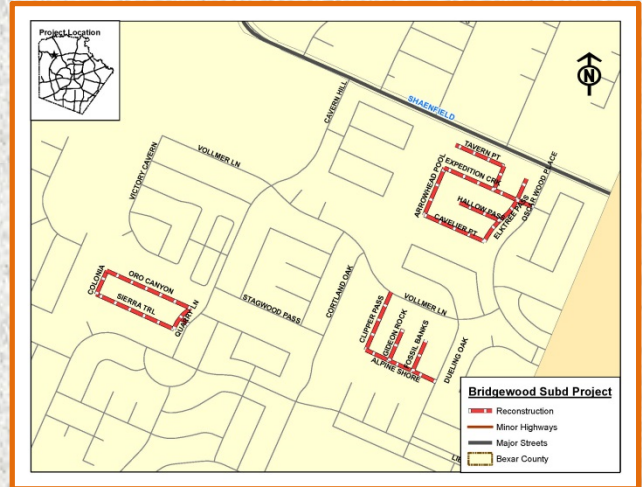 Project Location
N
SHAENFIELD
CAVERN HILL
TAVERN PT
VOLLMER LN
EXPEDITION CRK
VICTORY CAVERN
ARROWHEAD POOL
OSCAR WOOD PLACE
HALLOW PASS
ELKTREE PASS
CAVELIER PT
COLONIA
ORO CANYON
CORTLAND OAK
SIERRA TRL
STAGWOOD PASS
QUARRY LN
VOLLMER LN
CLIPPER PASS
GIDEON ROCK
FOSSIL BANKS
ALPINE SHORE
DUELING OAK
Bridgewood Subd Project
Reconstruction
Minor Highways
Major Streets
Bexar County